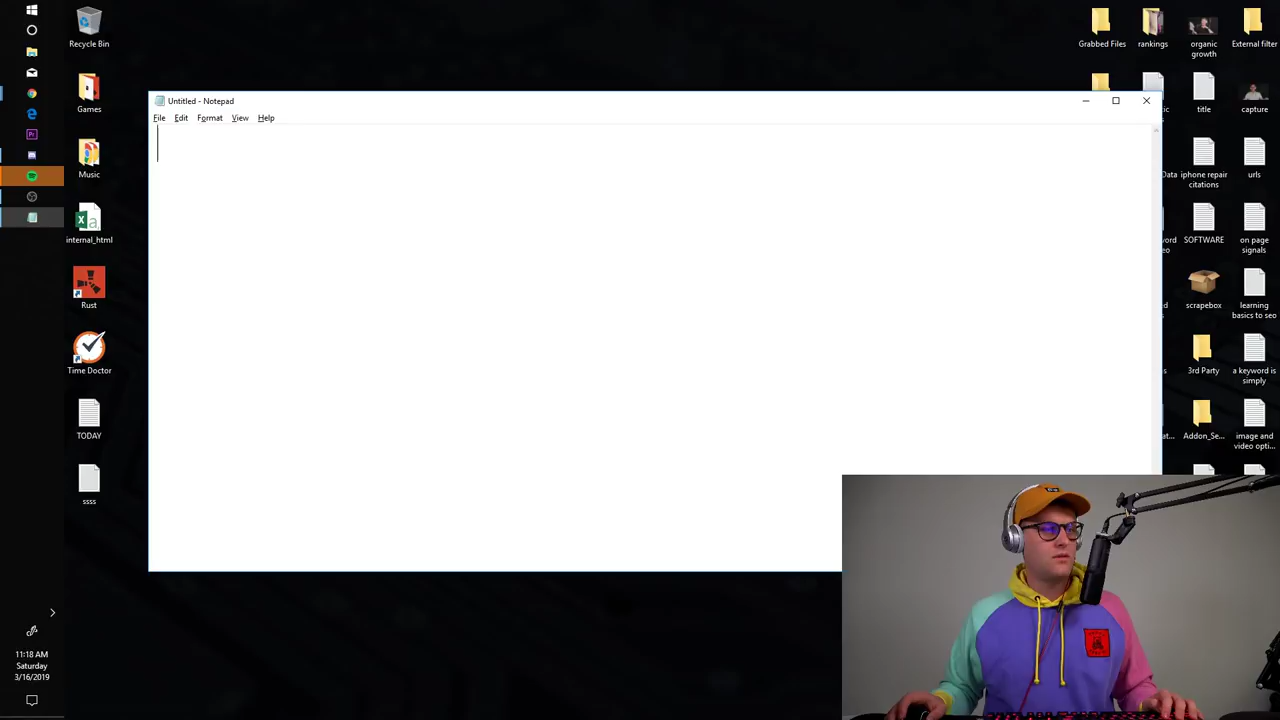 Recycle Bin
Games
Music
internal_html
Rust
Time Doctor
TODAY
ssss
11:18 AM
Saturday
3/16/2019
Untitled - Notepad
File Edit Format View Help
Grabbed Files
rankings
organic
growth
External filter
title
capture
Data
iphone repair
citations
urls
SOFTWARE
on page
signals
scrapebox
learning
basics to seo
3rd Party
a keyword is
simply
Addon_Se...
image and
video opti...